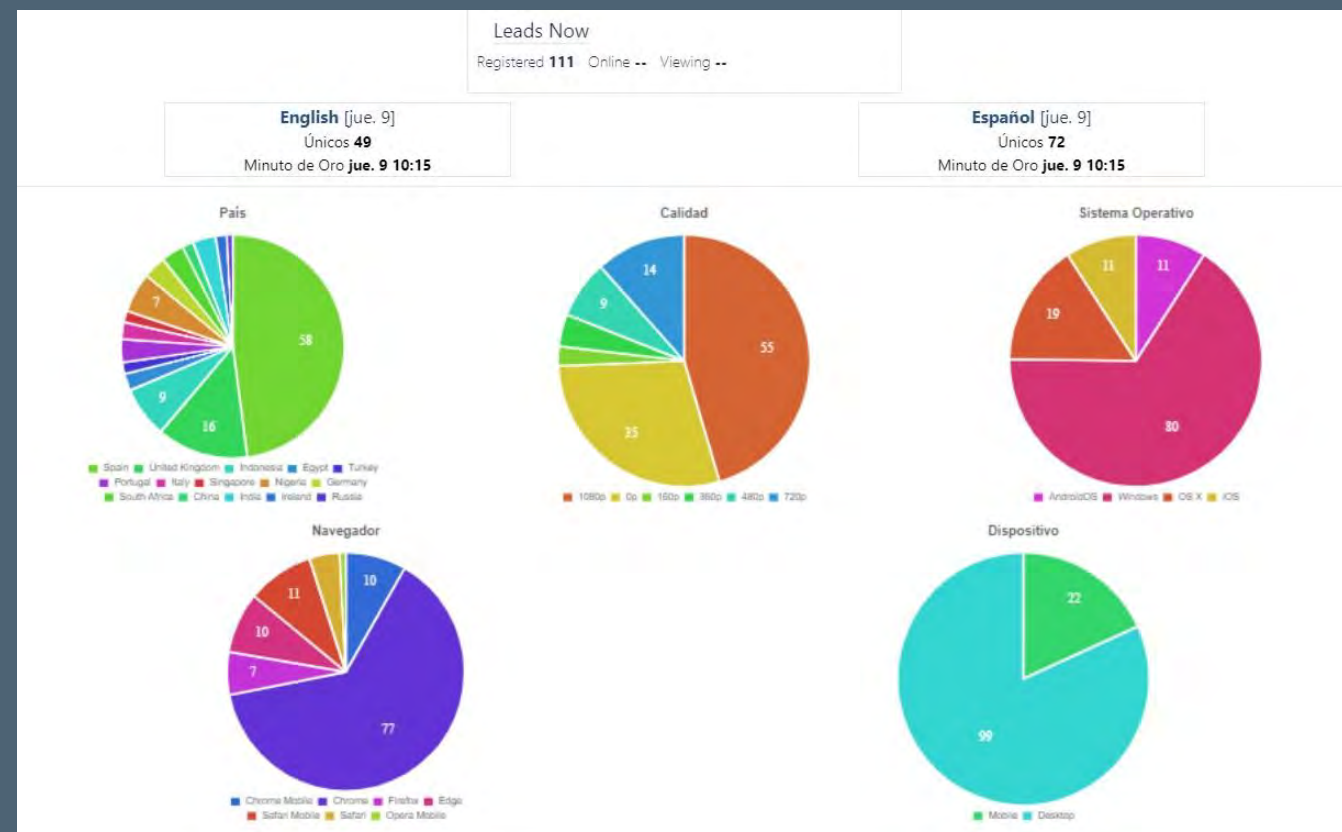 Leads Now
Registered 111 Online -- Viewing --
English [jue. 9]
Únicos 49
Minuto de Oro jue. 9 10:15
Español [jue. 9]
Únicos 72
Minuto de Oro jue. 9 10:15
País
58
16
9
7
Spain United Kingdom Indonesia Egypt Turkey
Portugal Italy Singapore Nigeria Germany
South Africa China India Ireland Russia
Calidad
55
35
9
14
1080p 0p 160p 360p 480p 720p
Sistema Operativo
11
80
19
11
AndroidOS Windows OS X iOS
Navegador
10
77
7
10
11
Chrome Mobile Chrome Firefox Edge
Safari Mobile Safari Opera Mobile
Dispositivo
22
99
Mobile Desktop